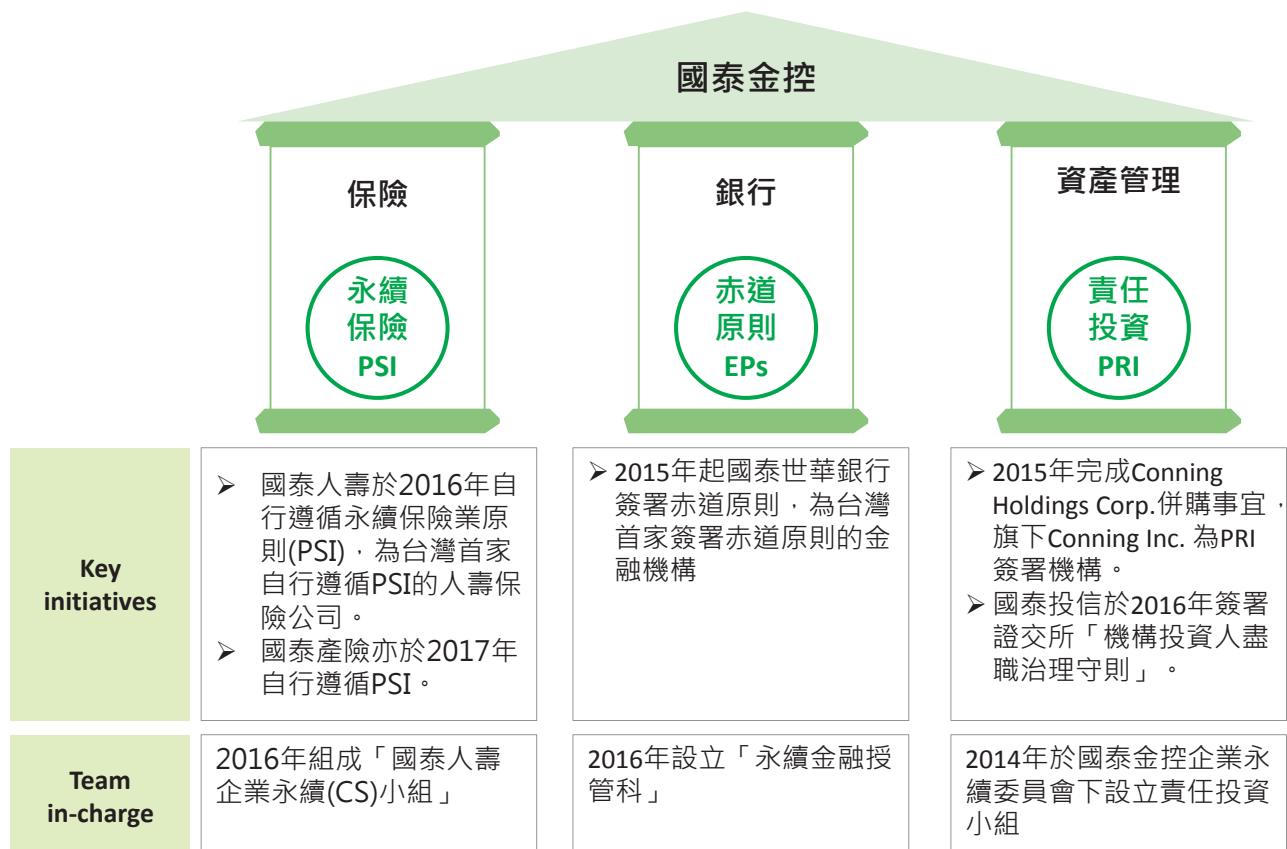 國泰金控
保險
永續
保險
PSI
銀行
赤道
原則
EPs
資產管理
責任
投資
PRI
Key
initiatives
➢ 國泰人壽於2016年自
行遵循永續保險業原
則(PSI)，為台灣首家
自行遵循PSI的人壽保
險公司。
➢ 國泰產險亦於2017年
自行遵循PSI。
➢ 2015年起國泰世華銀行
簽署赤道原則，為台灣
首家簽署赤道原則的金
融機構
➢ 2015年完成Conning
Holdings Corp.併購事宜，
旗下Conning Inc. 為PRI
簽署機構。
➢ 國泰投信於2016年簽署
證交所「機構投資人盡
職治理守則」。
Team
in-charge
2016年組成「國泰人壽
企業永續(CS)小組」
2016年設立「永續金融授
管科」
2014年於國泰金控企業永
續委員會下設立責任投資
小組